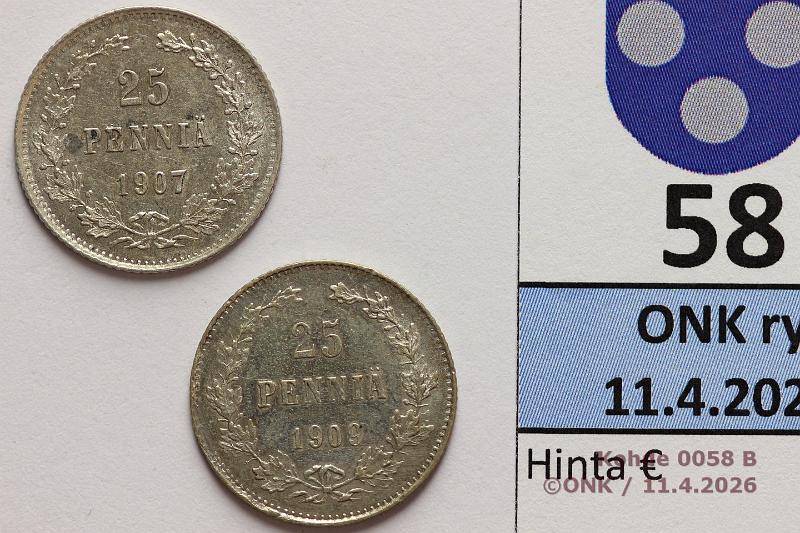 25
PENNIÄ
1907
25
PENNIÄ
1909
58
ONK ry
11.4.202
Hinta €
Kohde 0058 B
©ONK / 11.4.2026